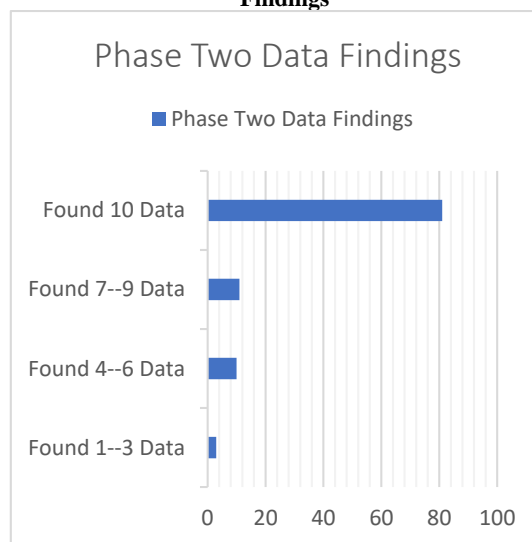 Findings
Phase Two Data Findings
Phase Two Data Findings
Found 10 Data
Found 7--9 Data
Found 4--6 Data
Found 1--3 Data
0 20 40 60 80 100